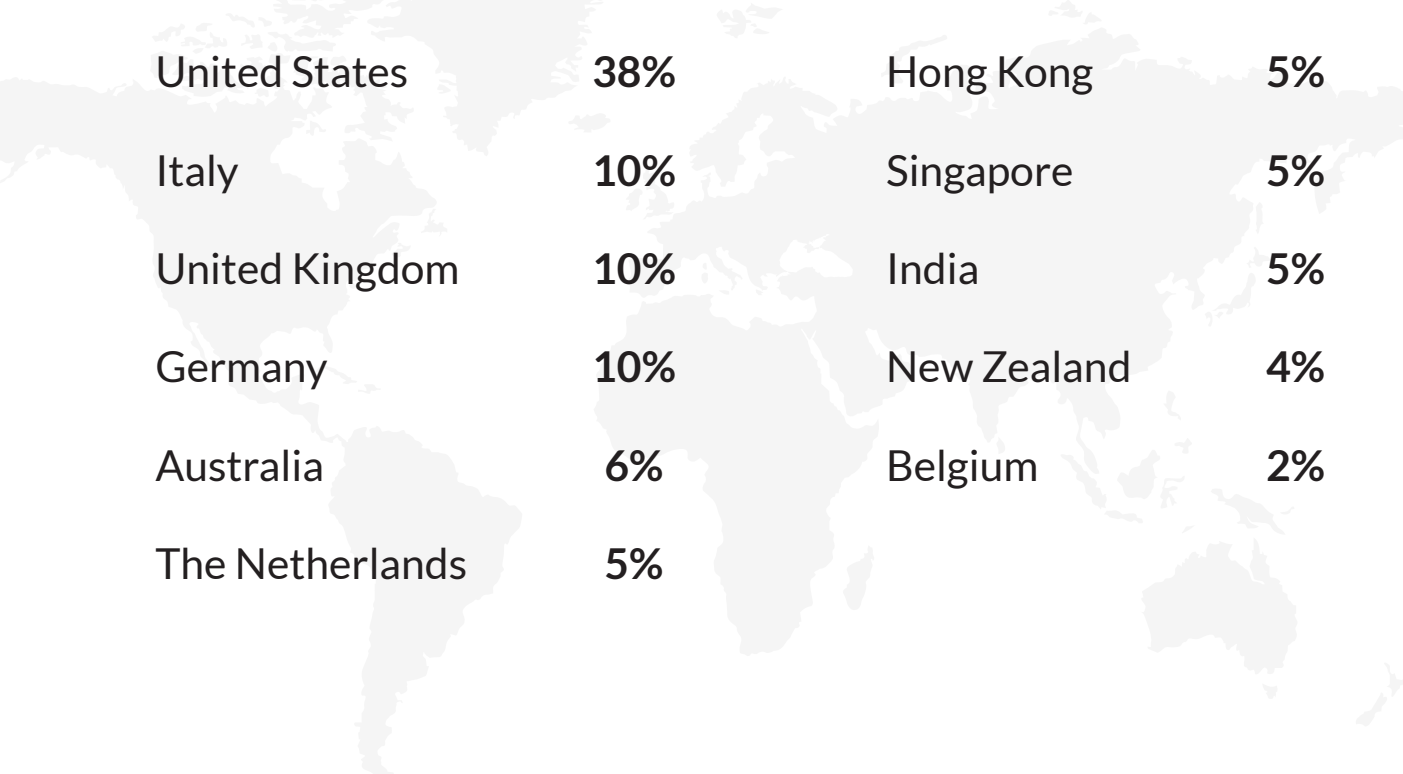 United States 38%
Italy 10%
United Kingdom 10%
Germany 10%
Australia 6%
The Netherlands 5%
Hong Kong 5%
Singapore 5%
India 5%
New Zealand 4%
Belgium 2%